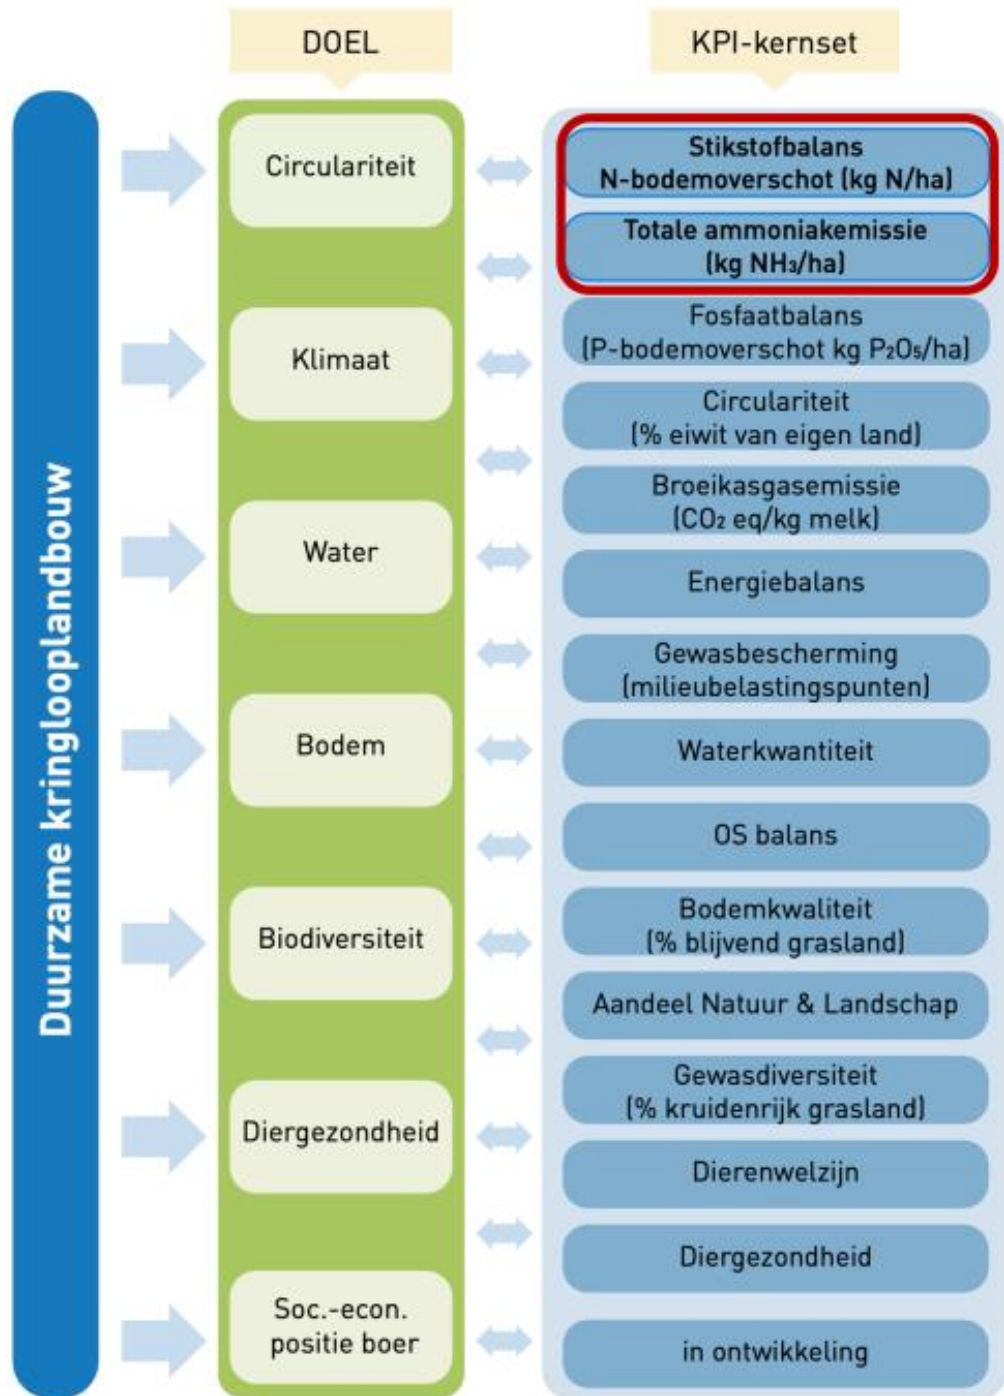 DOEL
KPI-kernset
Duurzame kringlooplandbouw
Circulariteit
Klimaat
Water
Bodem
Biodiversiteit
Diergezondheid
Soc.-econ.
positie boer
Stikstofbalans
N-bodemoverschot (kg N/ha)
Totale ammoniakemissie
(kg NH₃/ha)
Fosfaatbalans
(P-bodemoverschot kg P₂O₅/ha)
Circulariteit
(% eiwit van eigen land)
Broeikasgasemissie
(CO₂ eq/kg melk)
Energiebalans
Gewasbescherming
(milieubelastingspunten)
Waterkwantiteit
OS balans
Bodemkwaliteit
(% blijvend grasland)
Aandeel Natuur & Landschap
Gewasdiversiteit
(% kruidenrijk grasland)
Dierenwelzijn
Diergezondheid
in ontwikkeling